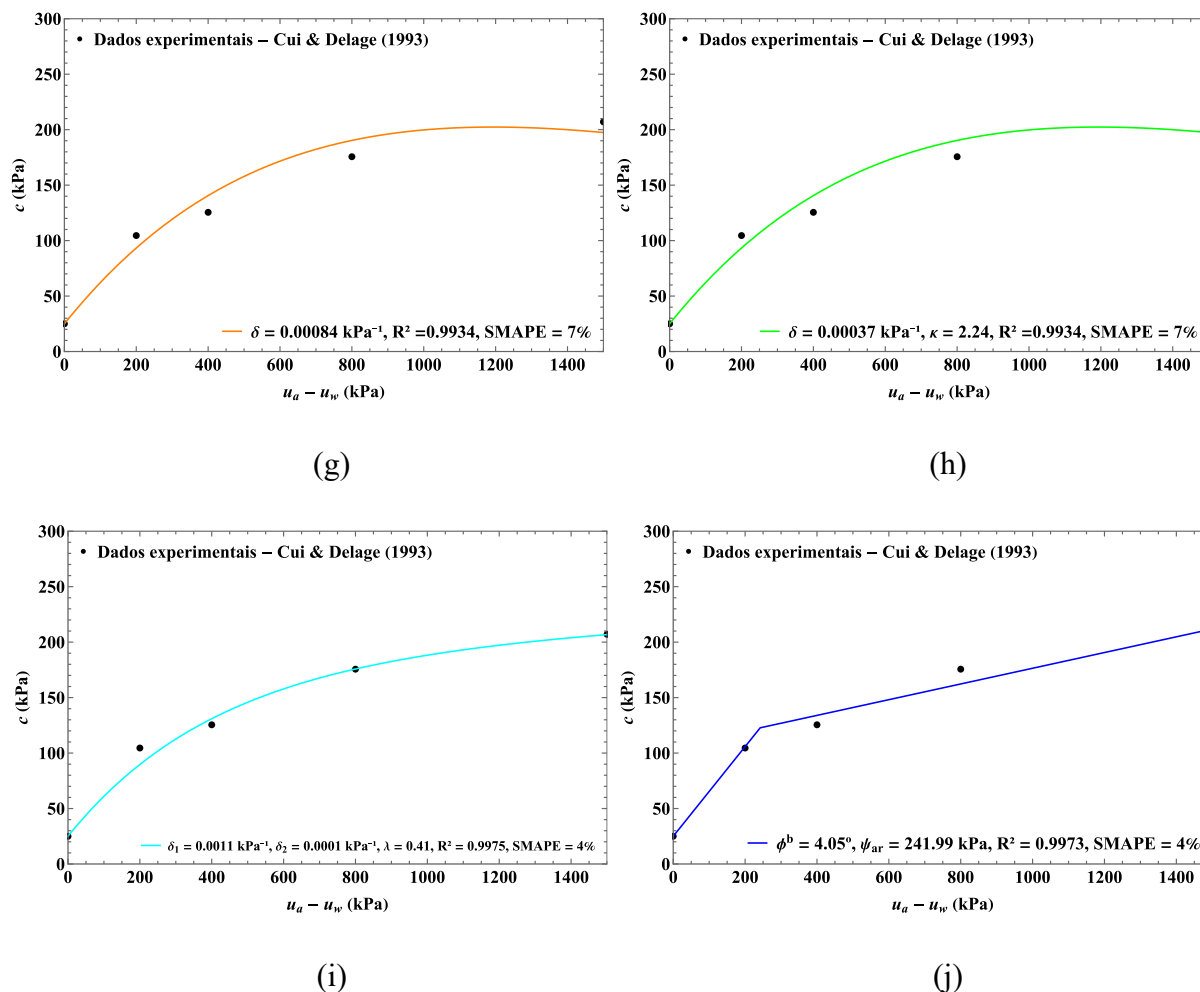 300
250
200
150
100
50
0
c (kPa)
• Dados experimentais – Cui & Delage (1993)
δ = 0.00084 kPa⁻¹, R² =0.9934, SMAPE = 7%
0 200 400 600 800 1000 1200 1400
uₐ – u_w (kPa)
(g)
300
250
200
150
100
50
0
c (kPa)
• Dados experimentais – Cui & Delage (1993)
δ = 0.00037 kPa⁻¹, κ = 2.24, R² =0.9934, SMAPE = 7%
0 200 400 600 800 1000 1200 1400
uₐ – u_w (kPa)
(h)
300
250
200
150
100
50
0
c (kPa)
• Dados experimentais – Cui & Delage (1993)
δ₁ = 0.0011 kPa⁻¹, δ₂ = 0.0001 kPa⁻¹, λ = 0.41, R² = 0.9975, SMAPE = 4%
0 200 400 600 800 1000 1200 1400
uₐ – u_w (kPa)
(i)
300
250
200
150
100
50
0
c (kPa)
• Dados experimentais – Cui & Delage (1993)
ϕᵇ = 4.05º, ψ_ar = 241.99 kPa, R² = 0.9973, SMAPE = 4%
0 200 400 600 800 1000 1200 1400
uₐ – u_w (kPa)
(j)